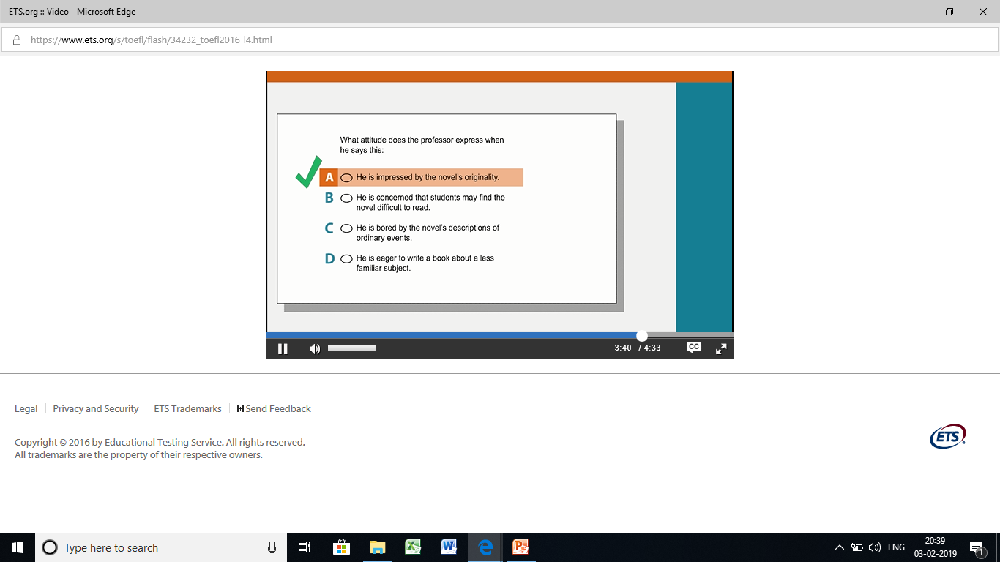 ETS.org :: Video - Microsoft Edge
https://www.ets.org/s/toefl/flash/34232_toefl2016-l4.html
What attitude does the professor express when
he says this:
A He is impressed by the novel's originality.
B He is concerned that students may find the
novel difficult to read.
C He is bored by the novel's descriptions of
ordinary events.
D He is eager to write a book about a less
familiar subject.
3:40 / 4:33 CC
Legal Privacy and Security ETS Trademarks [+] Send Feedback
Copyright © 2016 by Educational Testing Service. All rights reserved.
All trademarks are the property of their respective owners.
ETS®
Type here to search
ENG
20:39
03-02-2019
1